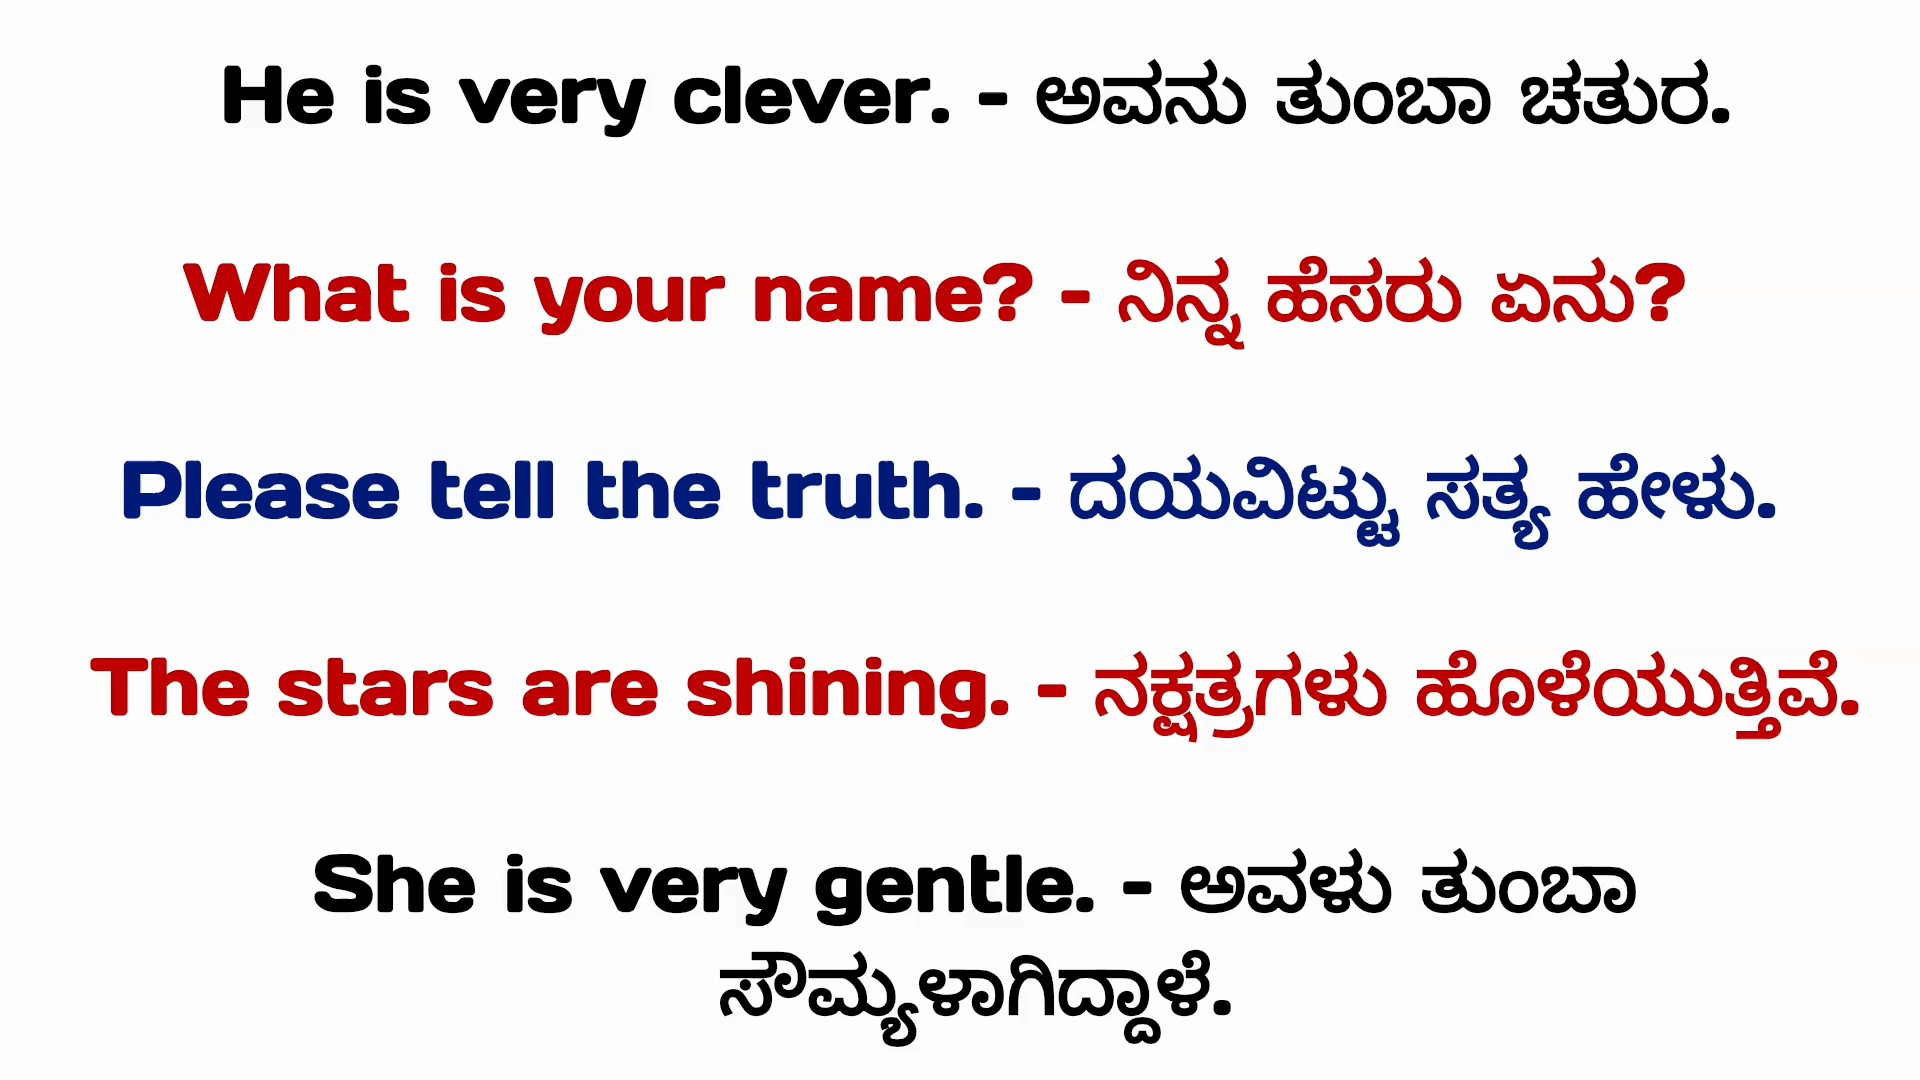 He is very clever. - ಅವನು ತುಂಬಾ ಚತುರ.
What is your name? - ನಿನ್ನ ಹೆಸರು ಏನು?
Please tell the truth. - ದಯವಿಟ್ಟು ಸತ್ಯ ಹೇಳು.
The stars are shining. - ನಕ್ಷತ್ರಗಳು ಹೊಳೆಯುತ್ತಿವೆ.
She is very gentle. - ಅವಳು ತುಂಬಾ
ಸೌಮ್ಯಳಾಗಿದ್ದಾಳೆ.